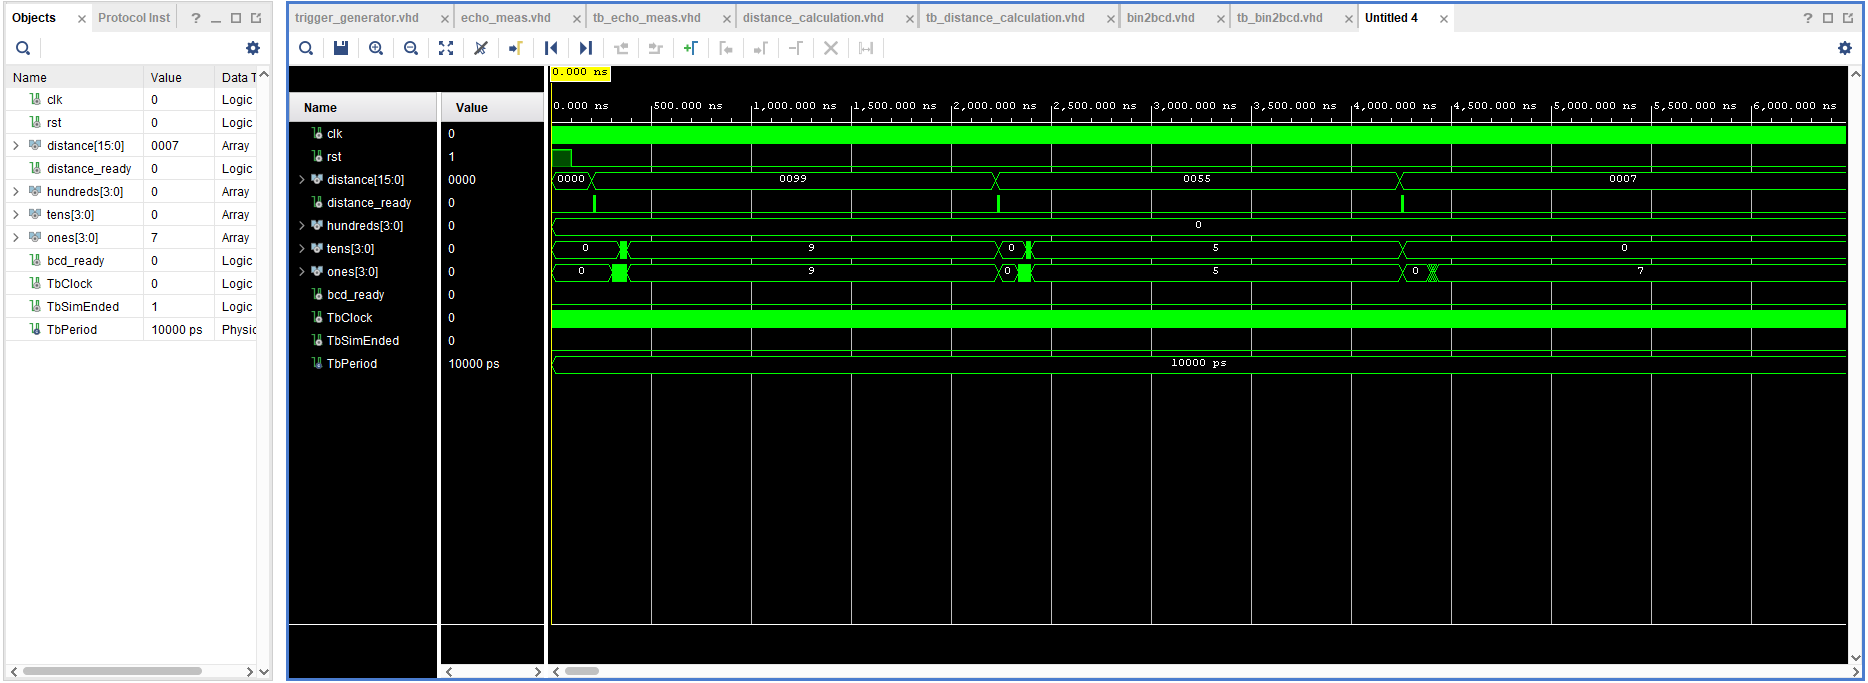 Objects × Protocol Inst ?
Name Value Data T
clk 0 Logic
rst 0 Logic
distance[15:0] 0007 Array
distance_ready 0 Logic
hundreds[3:0] 0 Array
tens[3:0] 0 Array
ones[3:0] 7 Array
bcd_ready 0 Logic
TbClock 0 Logic
TbSimEnded 1 Logic
TbPeriod 10000 ps Physic
trigger_generator.vhd × echo_meas.vhd × tb_echo_meas.vhd × distance_calculation.vhd × tb_distance_calculation.vhd × bin2bcd.vhd × tb_bin2bcd.vhd × Untitled 4 × ?
0.000 ns
0.000 ns 500.000 ns 1,000.000 ns 1,500.000 ns 2,000.000 ns 2,500.000 ns 3,000.000 ns 3,500.000 ns 4,000.000 ns 4,500.000 ns 5,000.000 ns 5,500.000 ns 6,000.000 ns
Name Value
clk 0
rst 1
distance[15:0] 0000 0000 0099 0055 0007
distance_ready 0
hundreds[3:0] 0 0
tens[3:0] 0 0 9 0 5 0
ones[3:0] 0 0 9 0 5 0 7
bcd_ready 0
TbClock 0
TbSimEnded 0
TbPeriod 10000 ps 10000 ps